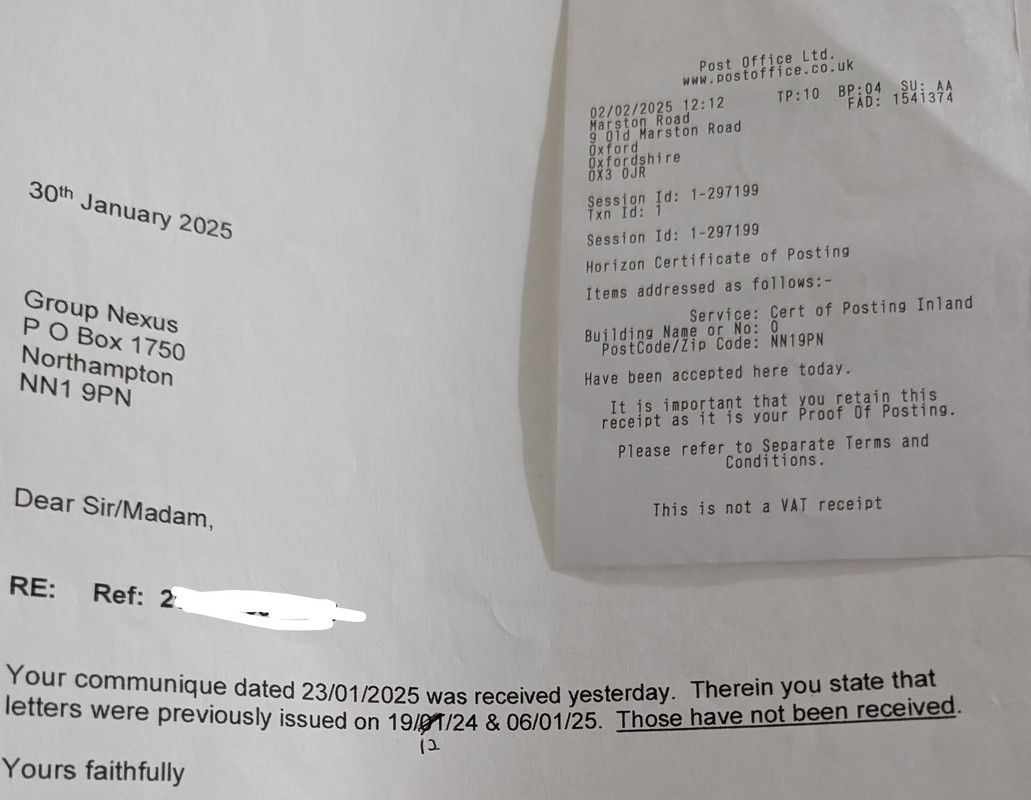 30th January 2025
Group Nexus
P O Box 1750
Northampton
NN1 9PN
Dear Sir/Madam,
RE: Ref: 2
Your communique dated 23/01/2025 was received yesterday. Therein you state that
letters were previously issued on 19/01/24 & 06/01/25. Those have not been received.
12
Yours faithfully
Post Office Ltd.
www.postoffice.co.uk
02/02/2025 12:12 TP:10 BP:04 SU: AA
Marston Road FAD: 1541374
9 Old Marston Road
Oxford
Oxfordshire
OX3 0JR
Session Id: 1-297199
Txn Id: 1
Session Id: 1-297199
Horizon Certificate of Posting
Items addressed as follows:-
Service: Cert of Posting Inland
Building Name or No: 0
PostCode/Zip Code: NN19PN
Have been accepted here today.
It is important that you retain this
receipt as it is your Proof Of Posting.
Please refer to Separate Terms and
Conditions.
This is not a VAT receipt